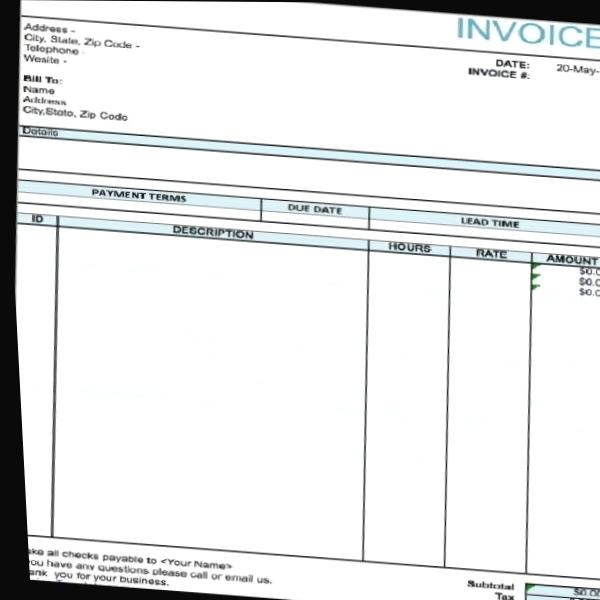 INVOICE
Address -
City, State, Zip Code -
Telephone -
Wesite -
DATE: 20-May-
INVOICE #:
Bill To:
Name
Address
City,State, Zip Code
Details
PAYMENT TERMS DUE DATE LEAD TIME
ID DESCRIPTION HOURS RATE AMOUNT
$0.0
$0.0
$0.0
ake all checks payable to <Your Name>
you have any questions please call or email us.
ank you for your business.
Subtotal $0.00
Tax